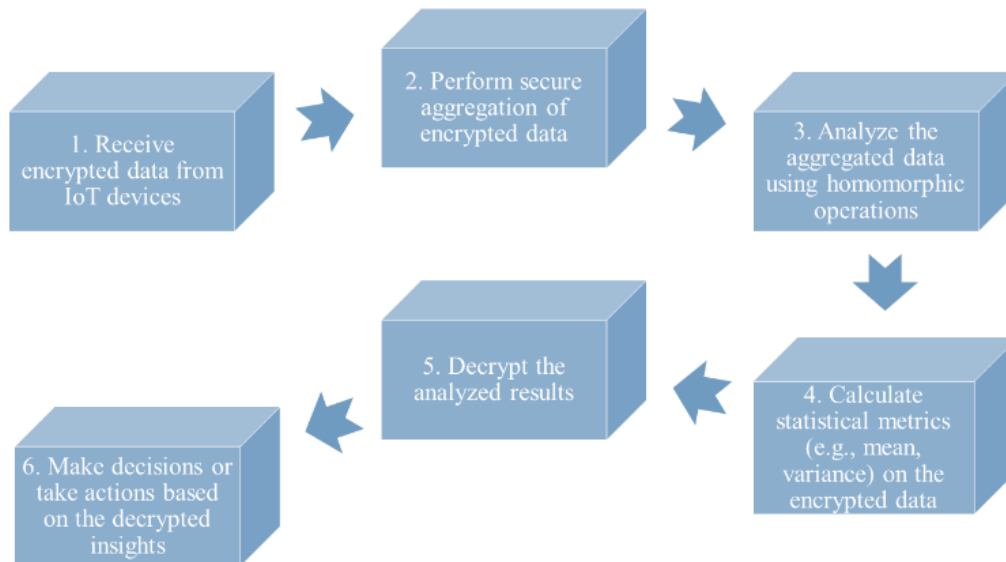 1. Receive
encrypted data from
IoT devices
2. Perform secure
aggregation of
encrypted data
3. Analyze the
aggregated data
using homomorphic
operations
4. Calculate
statistical metrics
(e.g., mean,
variance) on the
encrypted data
5. Decrypt the
analyzed results
6. Make decisions or
take actions based
on the decrypted
insights